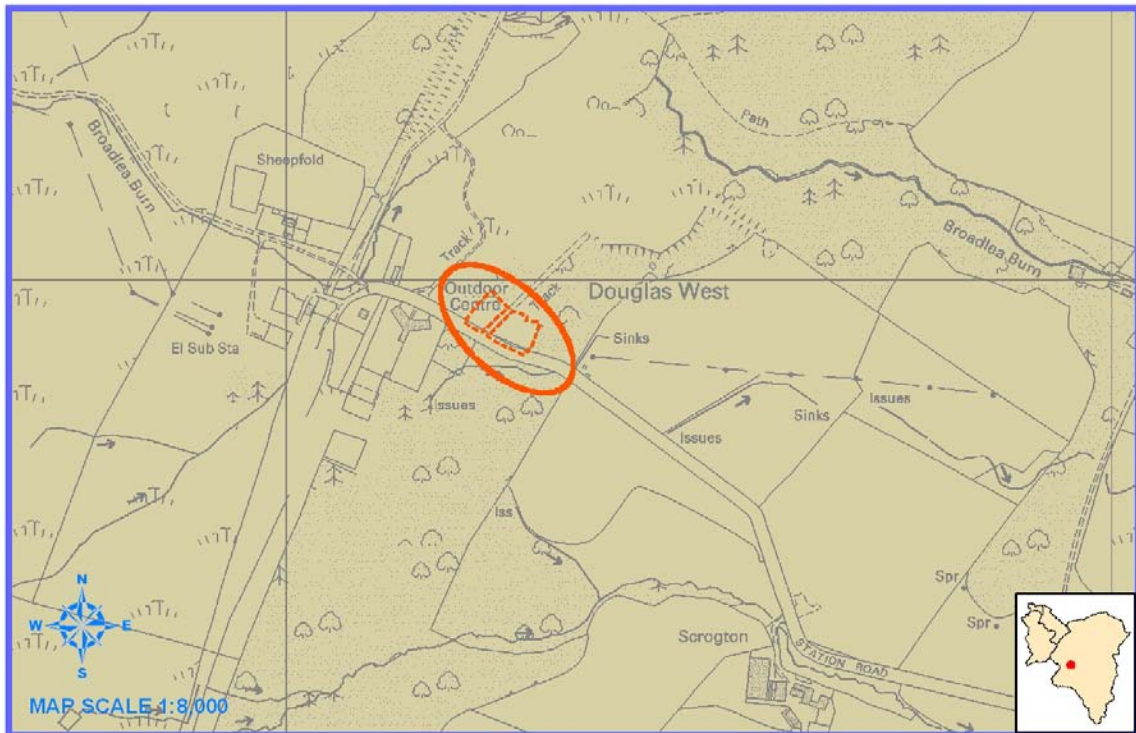 Path
Broadlea Burn
Sheepfold
Broadlea Burn
Track
Outdoor
Centre
Track
Douglas West
Sinks
El Sub Sta
Issues
Issues
Sinks
Issues
Iss
Spr
Spr
Scrogton
STATION ROAD
N
W
E
S
MAP SCALE 1:8,000